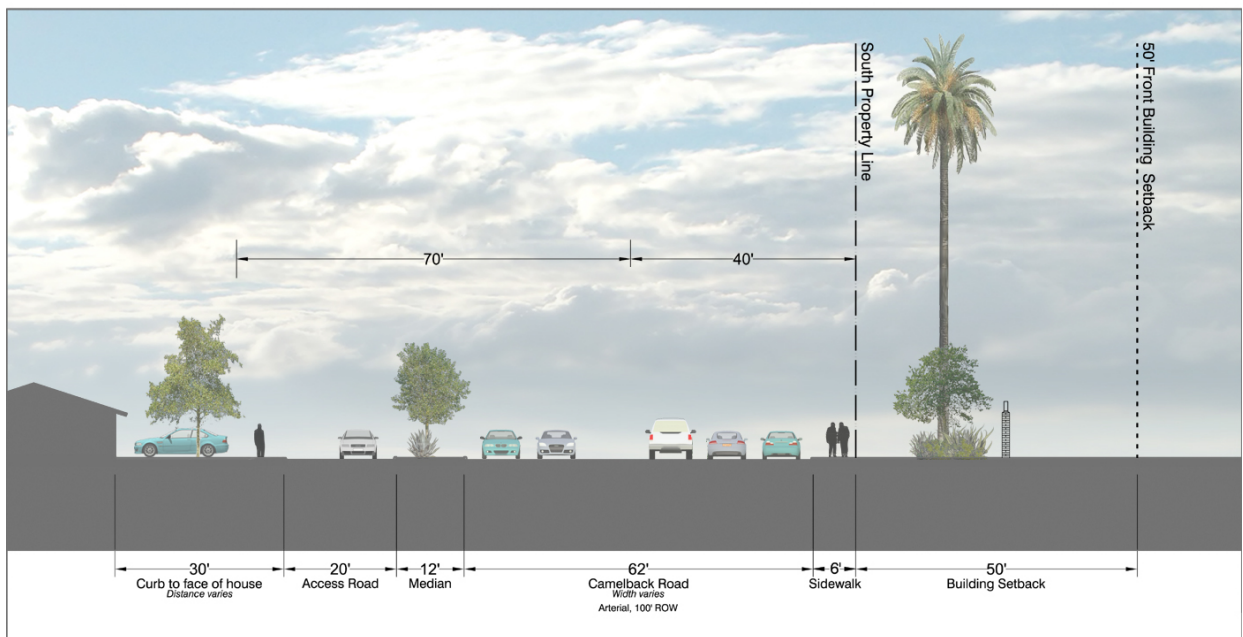 South Property Line
50' Front Building Setback
70'
40'
30'
Curb to face of house
Distance varies
20'
Access Road
12'
Median
62'
Camelback Road
Width varies
Arterial, 100' ROW
6'
Sidewalk
50'
Building Setback